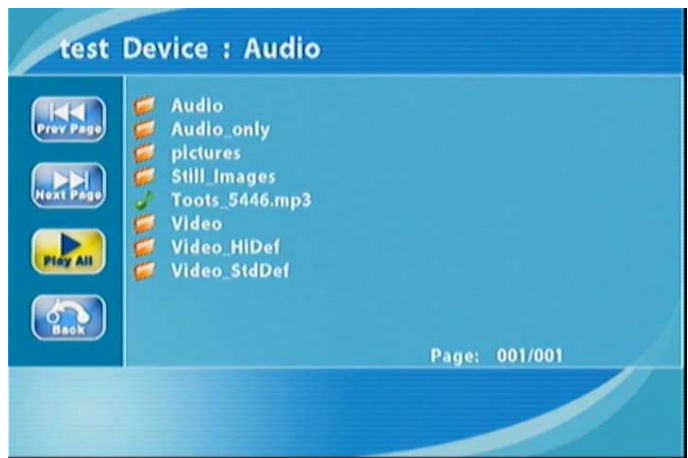 test Device : Audio
Prev Page
Next Page
Play All
Back
Audio
Audio_only
pictures
Still_Images
Toots_5446.mp3
Video
Video_HiDef
Video_StdDef
Page: 001/001